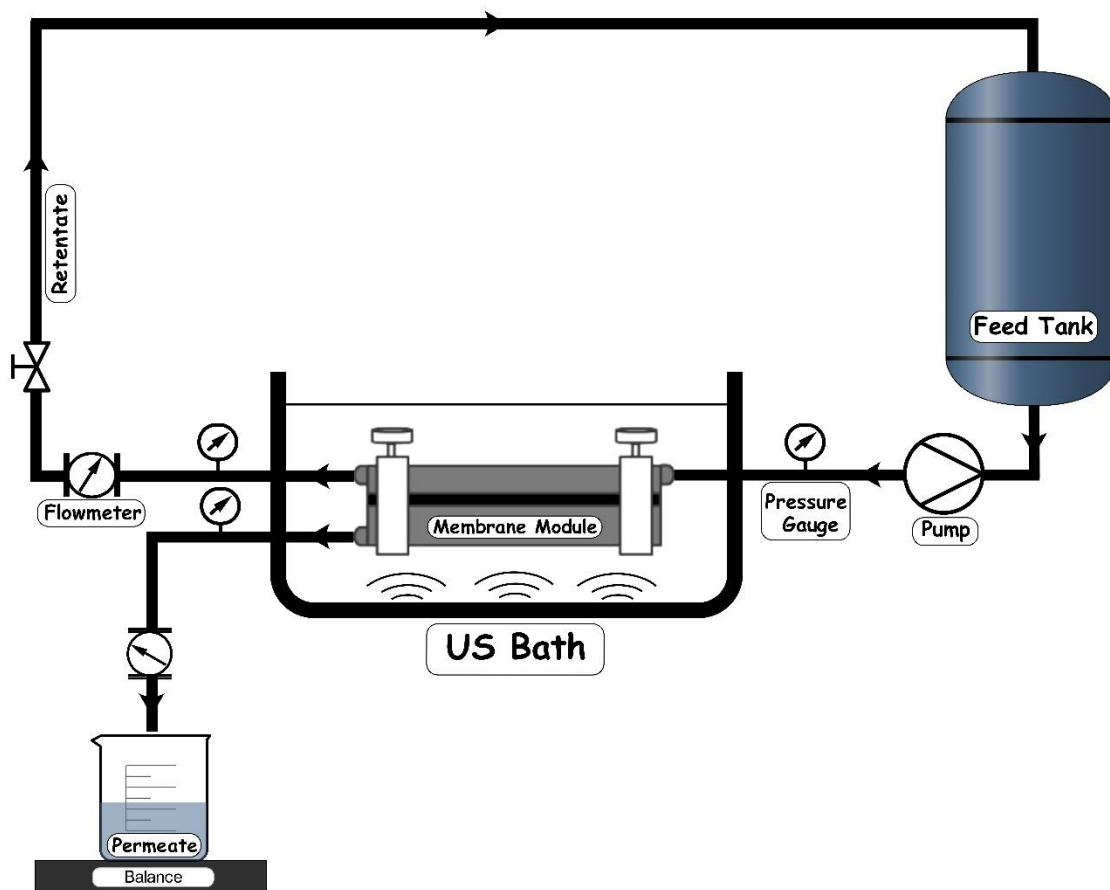 Retentate
Feed Tank
Flowmeter
Membrane Module
Pressure
Gauge
Pump
US Bath
Permeate
Balance